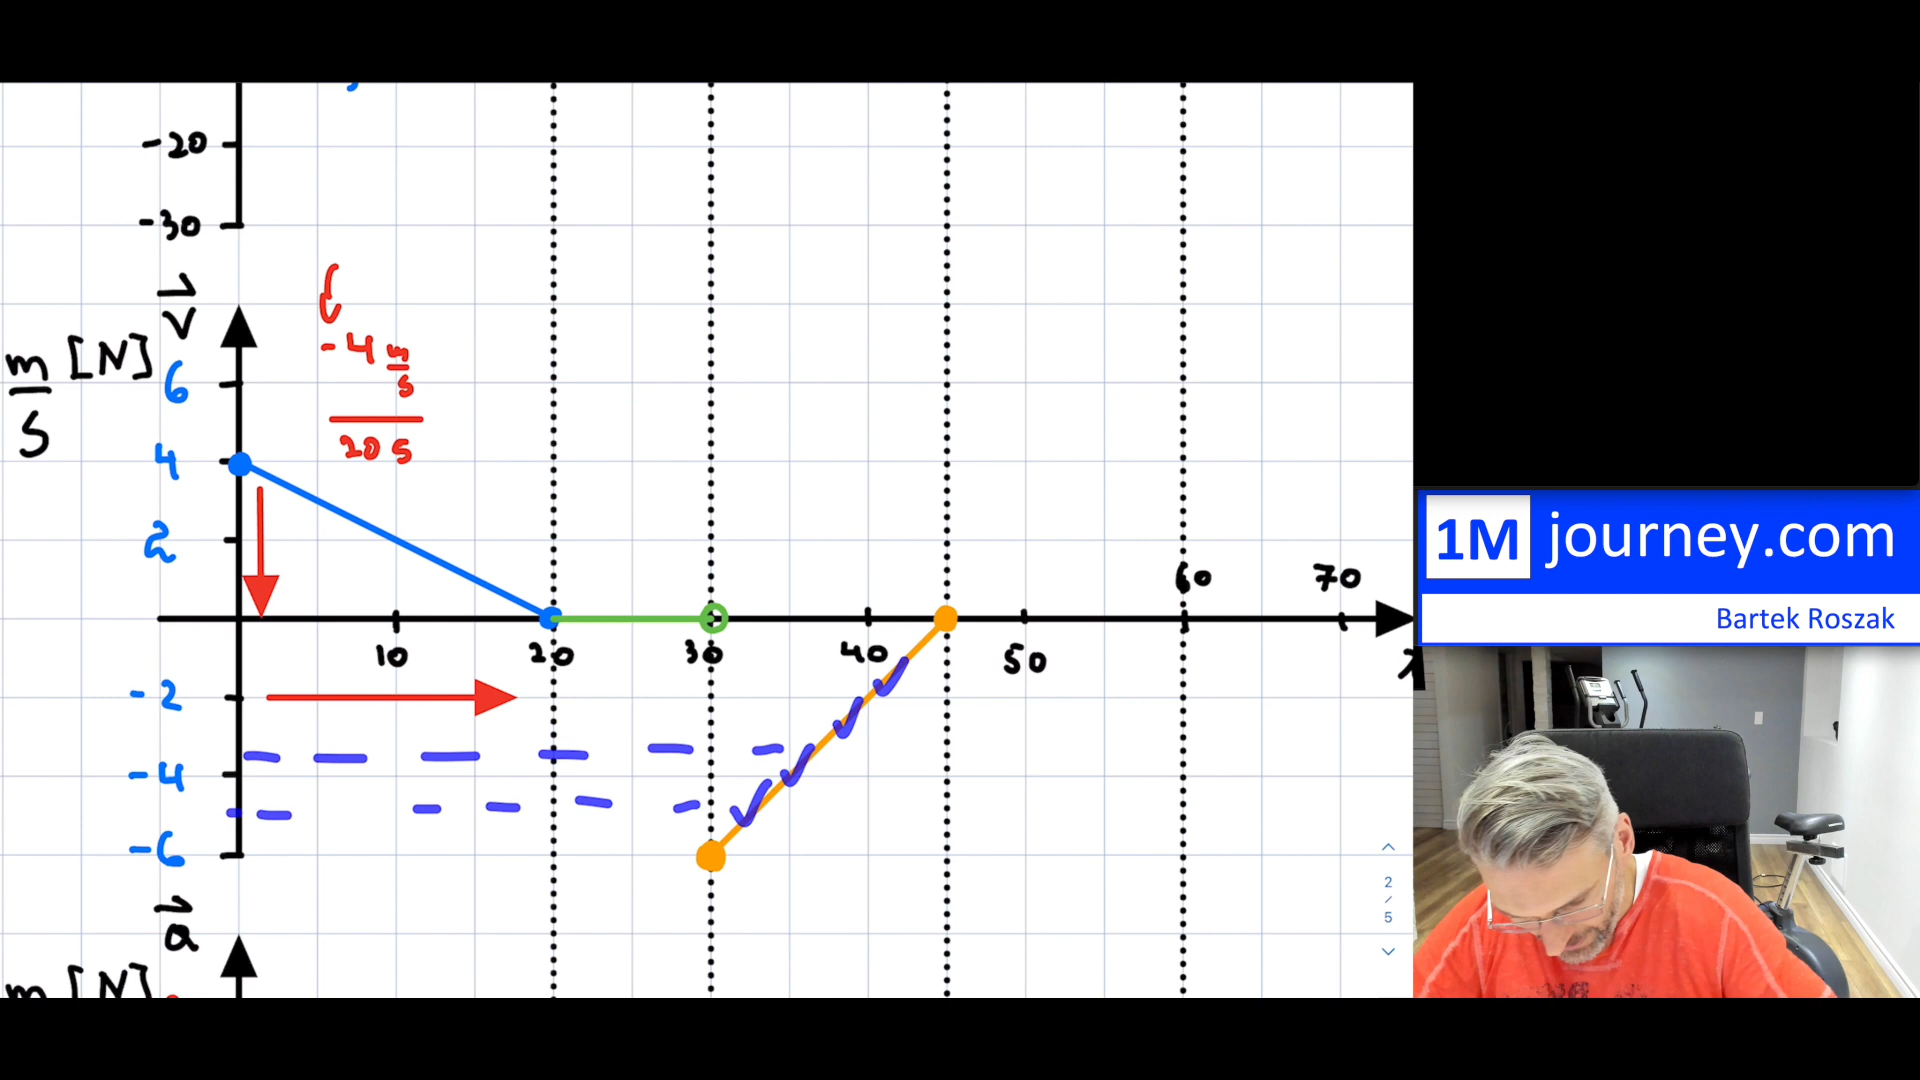 -20
-30
v
m/s [N]
6
4
2
-4 m/s
20 s
60 70
10 20 30 40 50
-2
-4
-6
a
m [N]
1M journey.com
Bartek Roszak
2
/
5